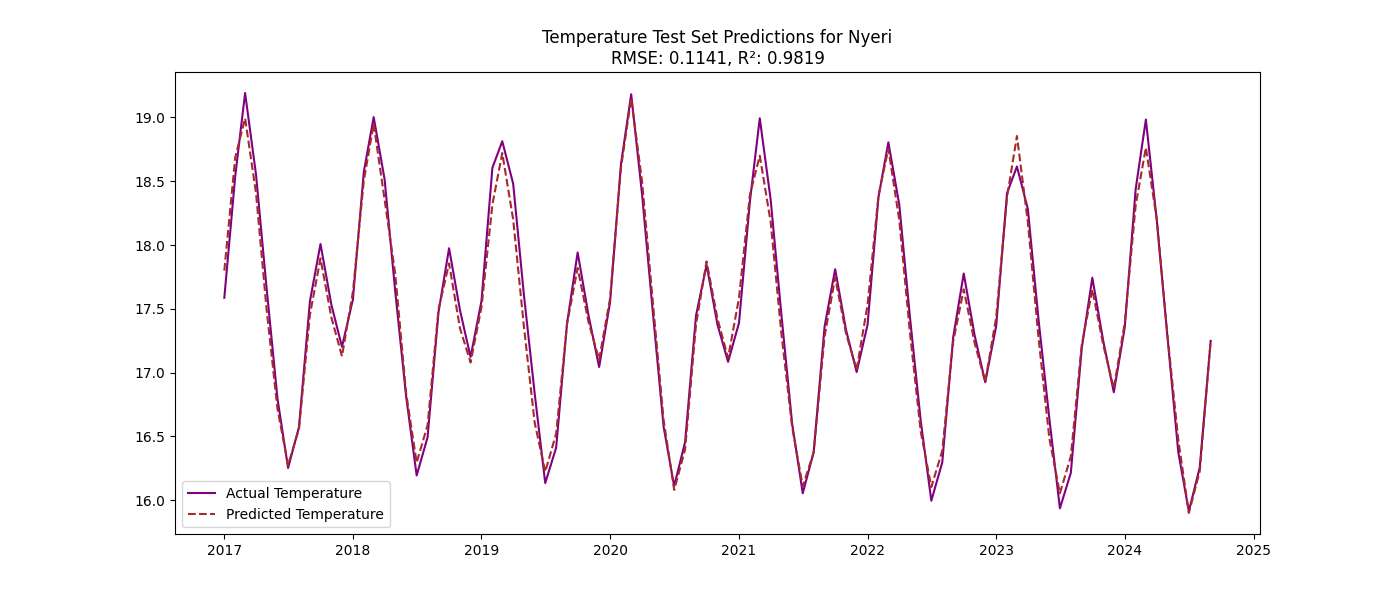 Temperature Test Set Predictions for Nyeri
RMSE: 0.1141, R²: 0.9819
19.0
18.5
18.0
17.5
17.0
16.5
16.0
Actual Temperature
Predicted Temperature
2017 2018 2019 2020 2021 2022 2023 2024 2025